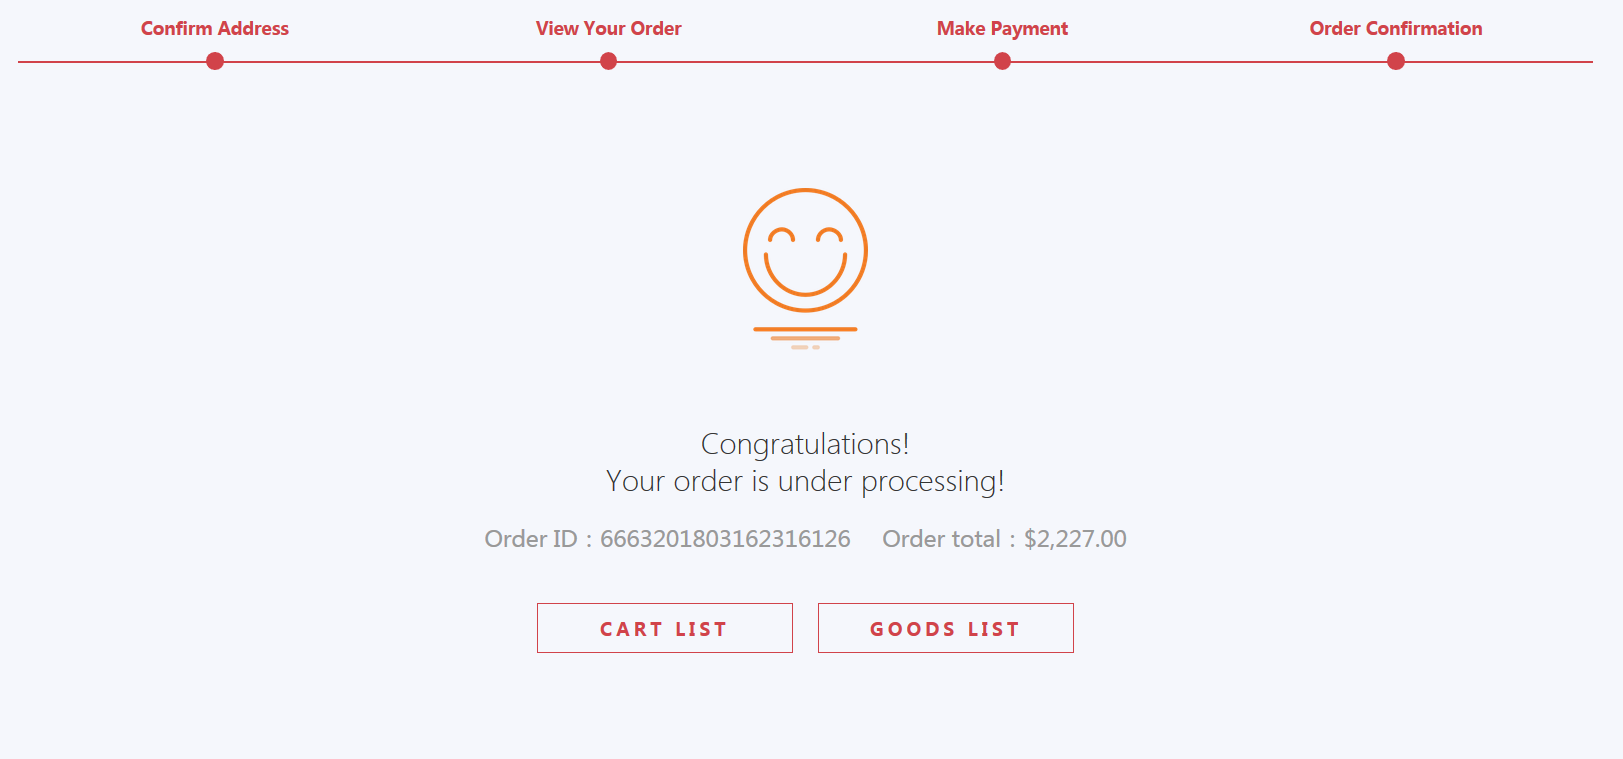 Confirm Address View Your Order Make Payment Order Confirmation
Congratulations!
Your order is under processing!
Order ID：6663201803162316126 Order total：$2,227.00
CART LIST GOODS LIST